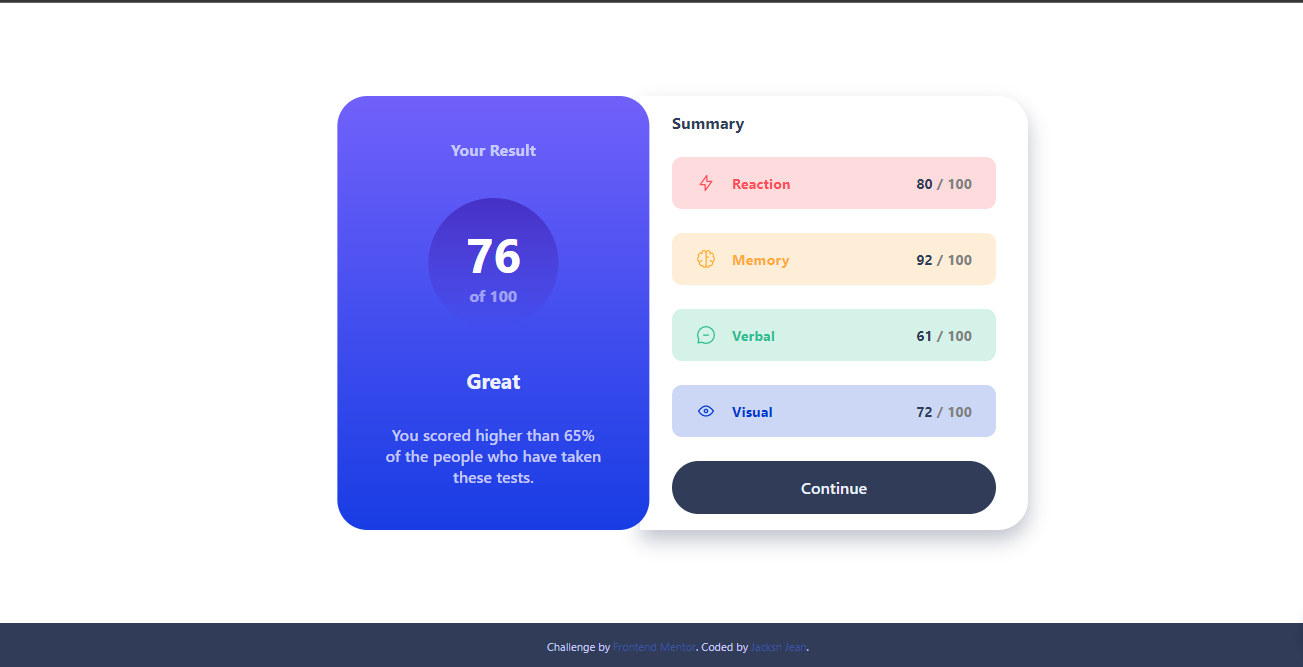 Your Result
76
of 100
Great
You scored higher than 65%
of the people who have taken
these tests.
Summary
Reaction 80 / 100
Memory 92 / 100
Verbal 61 / 100
Visual 72 / 100
Continue
Challenge by Frontend Mentor. Coded by Jacksn Jean.